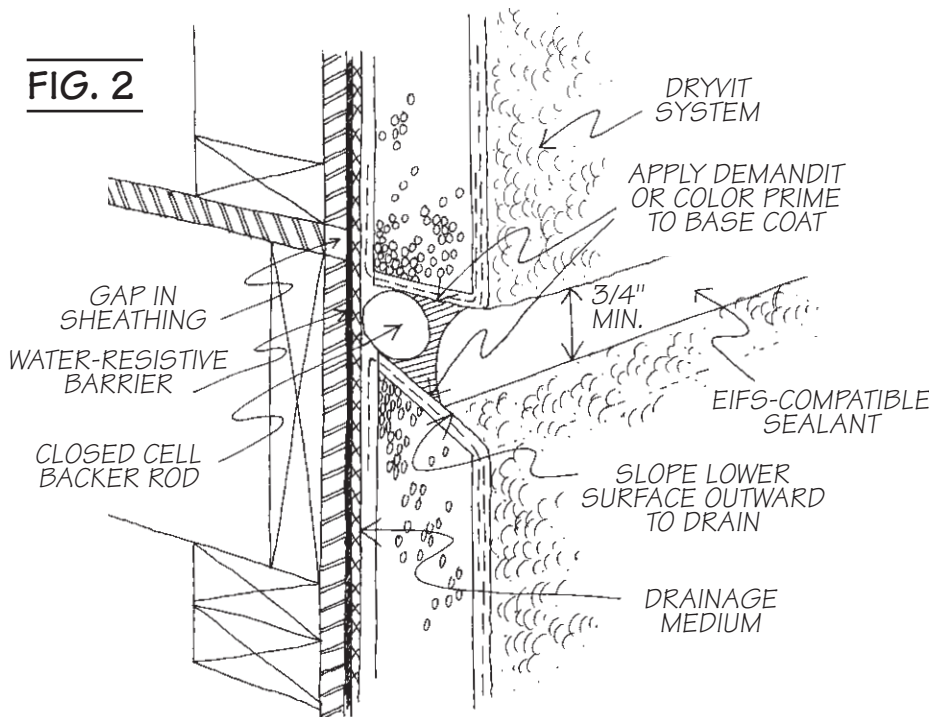 FIG. 2
DRYVIT
SYSTEM
APPLY DEMANDIT
OR COLOR PRIME
TO BASE COAT
GAP IN
SHEATHING
WATER-RESISTIVE
BARRIER
CLOSED CELL
BACKER ROD
3/4"
MIN.
EIFS-COMPATIBLE
SEALANT
SLOPE LOWER
SURFACE OUTWARD
TO DRAIN
DRAINAGE
MEDIUM